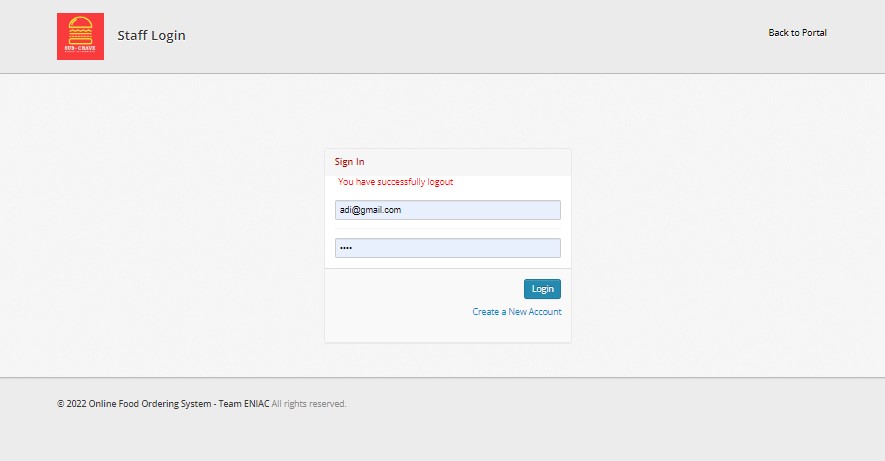 SUB-CRAVE
Staff Login
Back to Portal
Sign In
You have successfully logout
adi@gmail.com
••••
Login
Create a New Account
© 2022 Online Food Ordering System - Team ENIAC All rights reserved.